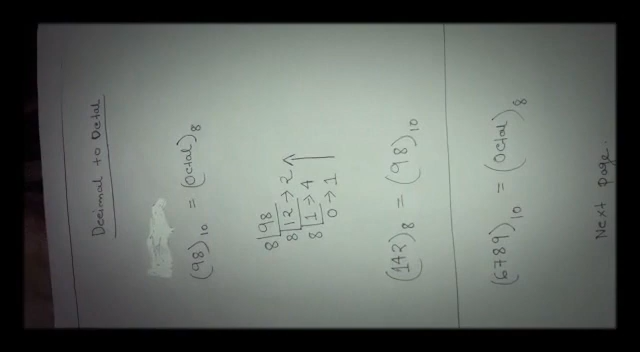 Decimal to Octal
(98)10 = (Octal)8
8 98
8 12 → 2
8 1 → 4
0 → 1
(142)8 = (98)10
(6789)10 = (Octal)8
Next page.